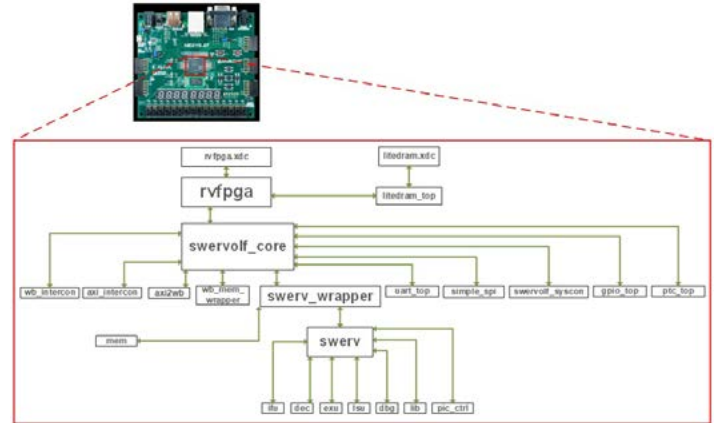 rvfpga.xdc
litedram.xdc
rvfpga
litedram_top
swervolf_core
wb_intercon
axi_intercon
axi2wb
wb_mem_
wrapper
swerv_wrapper
uart_top
simple_spi
swervolf_syscon
gpio_top
ptc_top
mem
swerv
ifu
dec
exu
lsu
dbg
lib
pic_ctrl